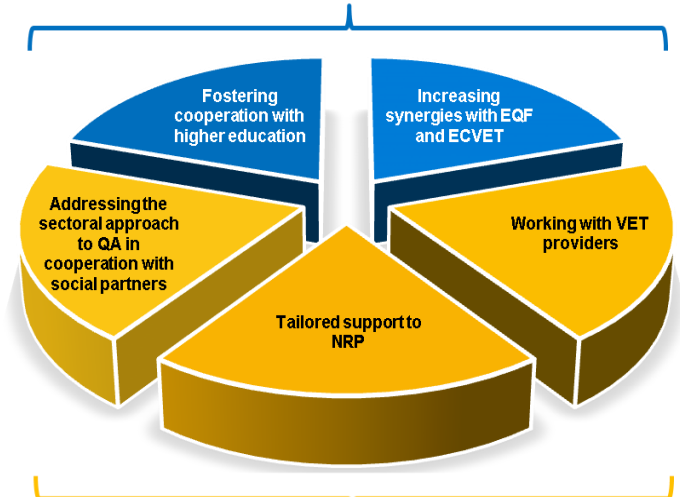 Fostering
cooperation with
higher education
Increasing
synergies with EQF
and ECVET
Addressing the
sectoral approach
to QA in
cooperation with
social partners
Working with VET
providers
Tailored support to
NRP